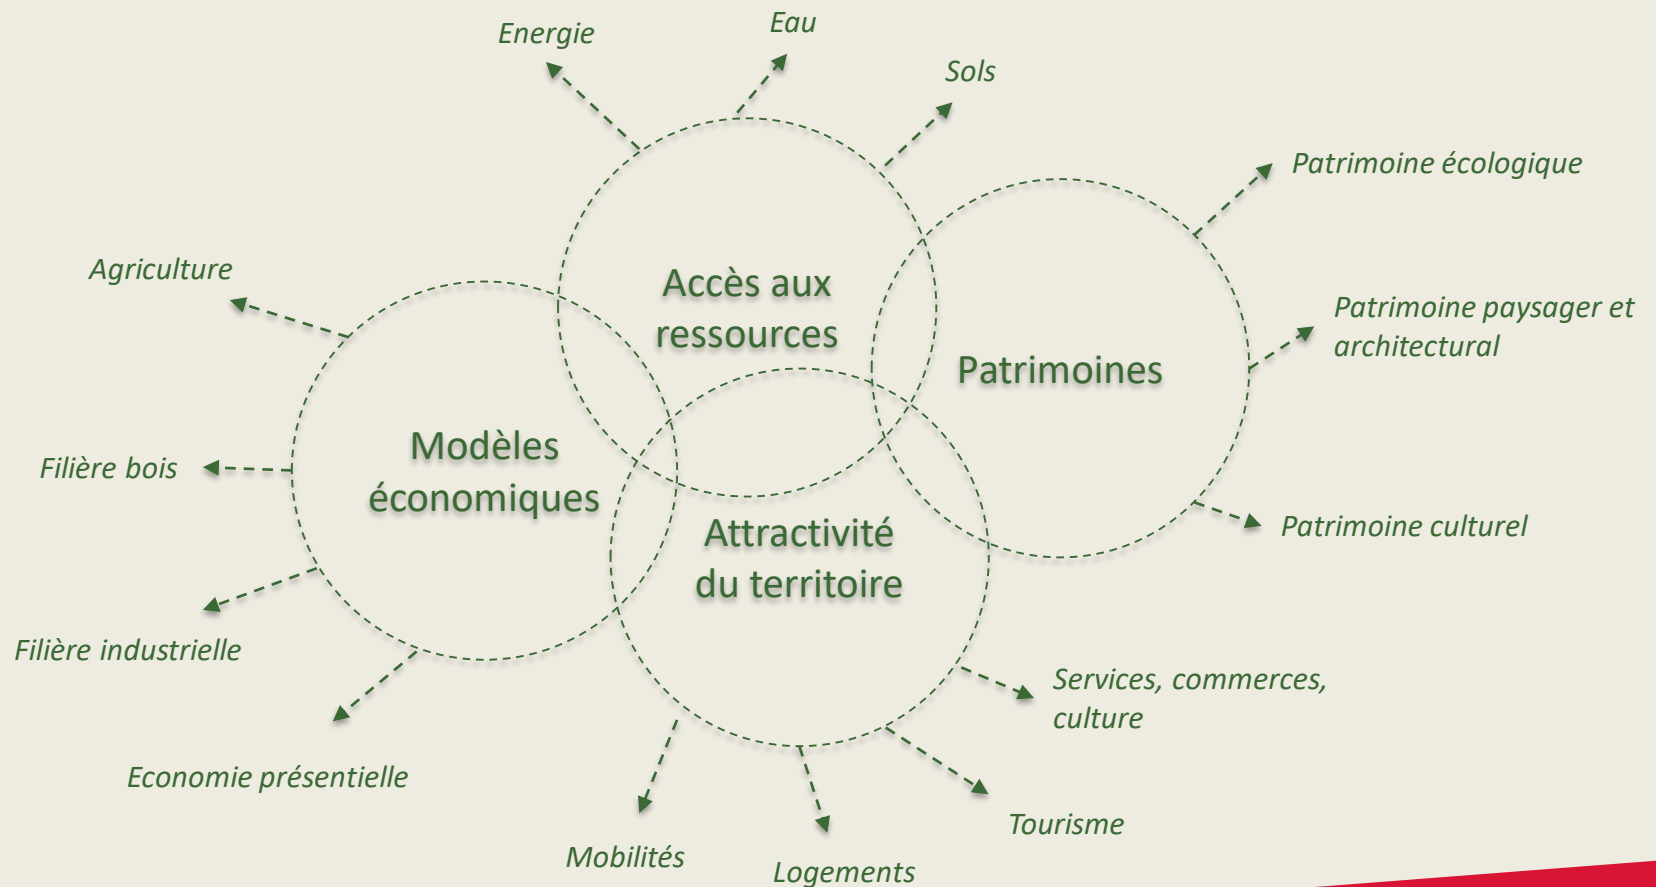 Energie
Eau
Sols
Patrimoine écologique
Agriculture
Accès aux
ressources
Patrimoine paysager et
architectural
Patrimoines
Modèles
économiques
Filière bois
Attractivité
du territoire
Patrimoine culturel
Filière industrielle
Services, commerces,
culture
Economie présentielle
Tourisme
Mobilités
Logements